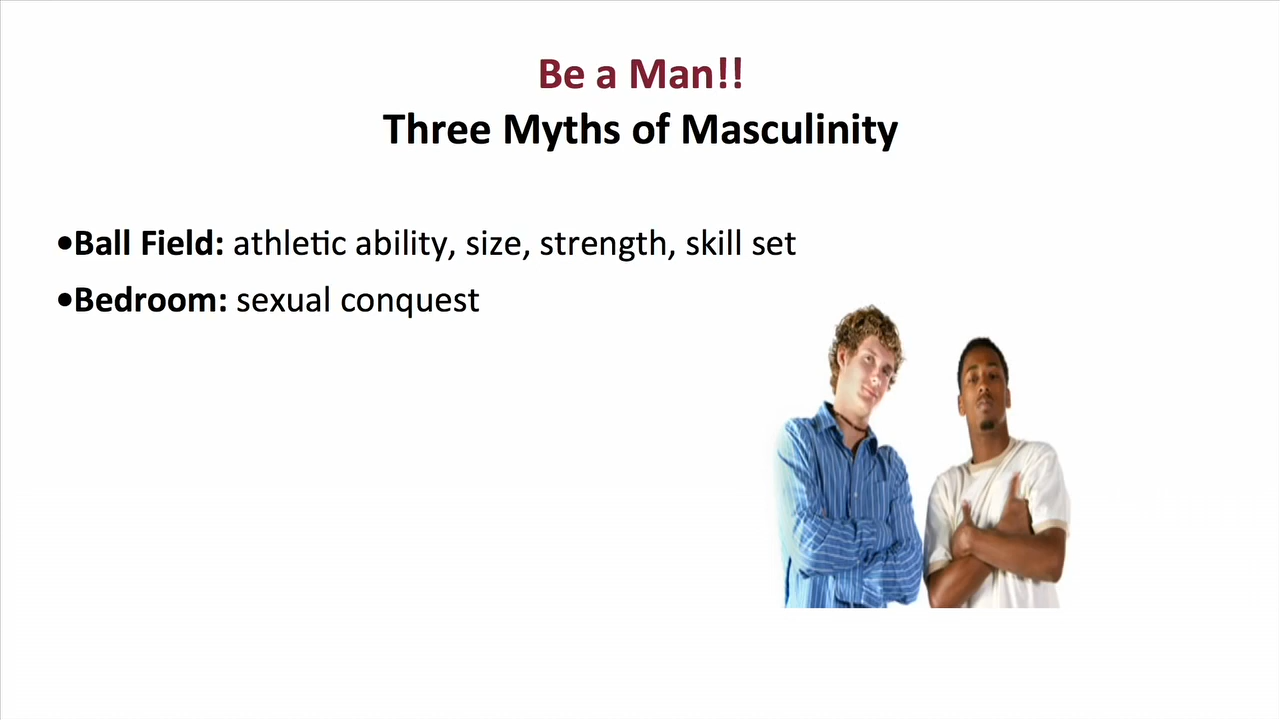 Be a Man!!
Three Myths of Masculinity
•Ball Field: athletic ability, size, strength, skill set
•Bedroom: sexual conquest